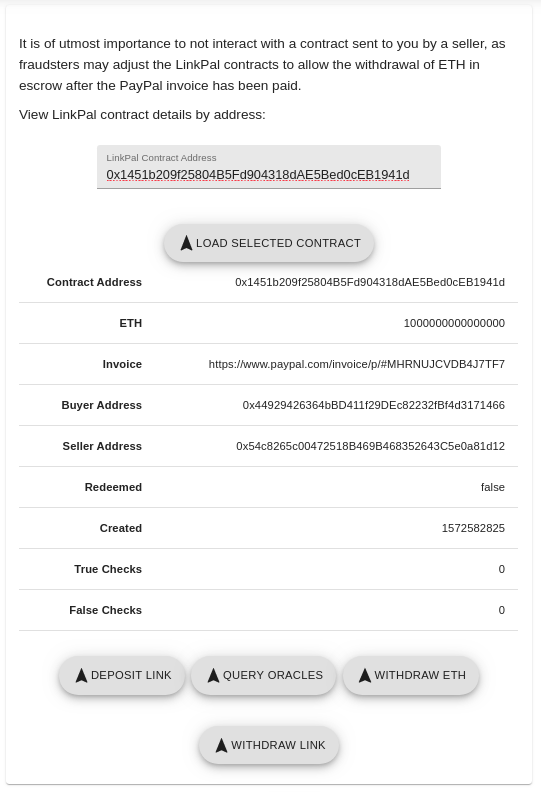 It is of utmost importance to not interact with a contract sent to you by a seller, as
fraudsters may adjust the LinkPal contracts to allow the withdrawal of ETH in
escrow after the PayPal invoice has been paid.
View LinkPal contract details by address:
LinkPal Contract Address
0x1451b209f25804B5Fd904318dAE5Bed0cEB1941d
LOAD SELECTED CONTRACT
Contract Address 0x1451b209f25804B5Fd904318dAE5Bed0cEB1941d
ETH 1000000000000000
Invoice https://www.paypal.com/invoice/p/#MHRNUJCVDB4J7TF7
Buyer Address 0x44929426364bBD411f29DEc82232fBf4d3171466
Seller Address 0x54c8265c00472518B469B468352643C5e0a81d12
Redeemed false
Created 1572582825
True Checks 0
False Checks 0
DEPOSIT LINK QUERY ORACLES WITHDRAW ETH
WITHDRAW LINK